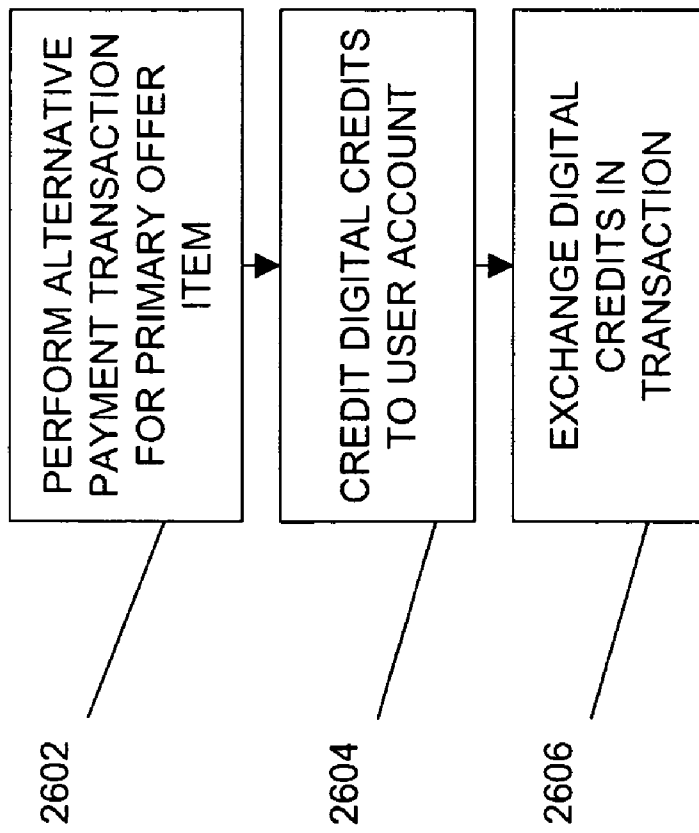 PERFORM ALTERNATIVE
PAYMENT TRANSACTION
FOR PRIMARY OFFER
ITEM
2602
CREDIT DIGITAL CREDITS
TO USER ACCOUNT
2604
EXCHANGE DIGITAL
CREDITS IN
TRANSACTION
2606